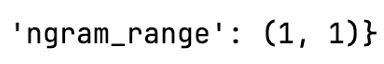 'ngram_range': (1, 1)}